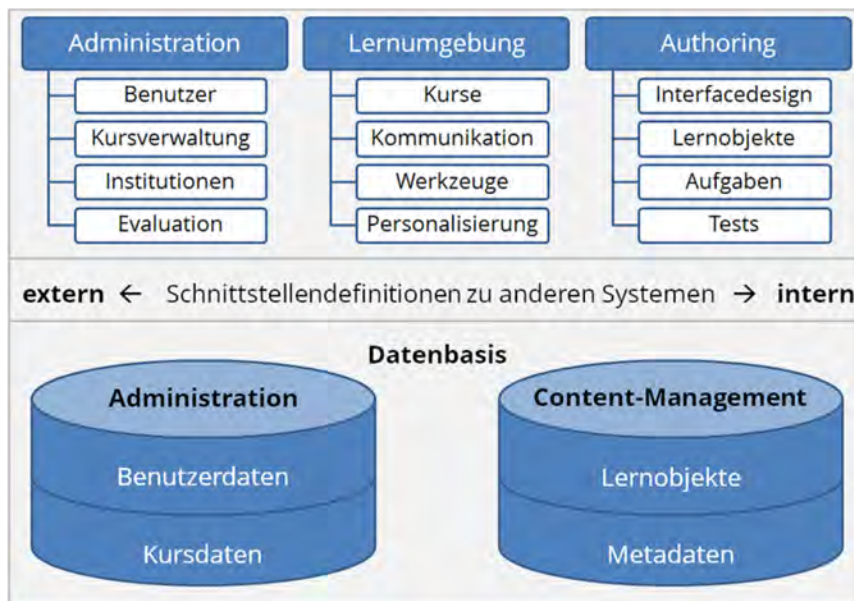 Administration
Benutzer
Kursverwaltung
Institutionen
Evaluation
Lernumgebung
Kurse
Kommunikation
Werkzeuge
Personalisierung
Authoring
Interfacedesign
Lernobjekte
Aufgaben
Tests
extern ← Schnittstellendefinitionen zu anderen Systemen → intern
Datenbasis
Administration
Benutzerdaten
Kursdaten
Content-Management
Lernobjekte
Metadaten